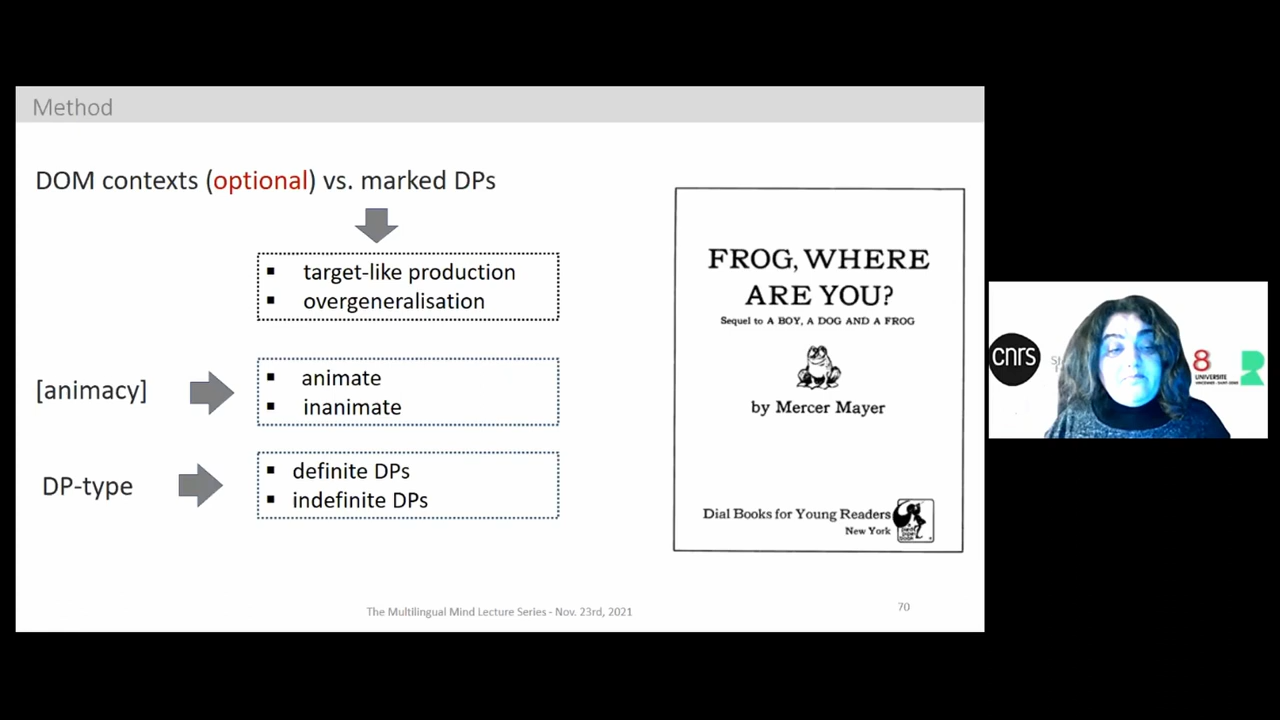 Method
DOM contexts (optional) vs. marked DPs
▪ target-like production
▪ overgeneralisation
[animacy]
▪ animate
▪ inanimate
DP-type
▪ definite DPs
▪ indefinite DPs
FROG, WHERE
ARE YOU?
Sequel to A BOY, A DOG AND A FROG
by Mercer Mayer
Dial Books for Young Readers
New York
The Multilingual Mind Lecture Series - Nov. 23rd, 2021
70
cnrs
8
UNIVERSITE